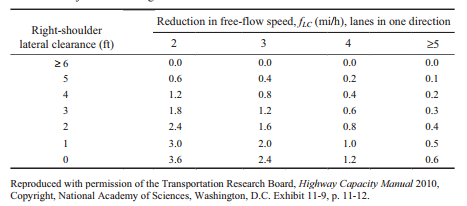 Right-shoulder
lateral clearance (ft)
Reduction in free-flow speed, fLC (mi/h), lanes in one direction
2 3 4 ≥5
≥ 6 0.0 0.0 0.0 0.0
5 0.6 0.4 0.2 0.1
4 1.2 0.8 0.4 0.2
3 1.8 1.2 0.6 0.3
2 2.4 1.6 0.8 0.4
1 3.0 2.0 1.0 0.5
0 3.6 2.4 1.2 0.6
Reproduced with permission of the Transportation Research Board, Highway Capacity Manual 2010,
Copyright, National Academy of Sciences, Washington, D.C. Exhibit 11-9, p. 11-12.